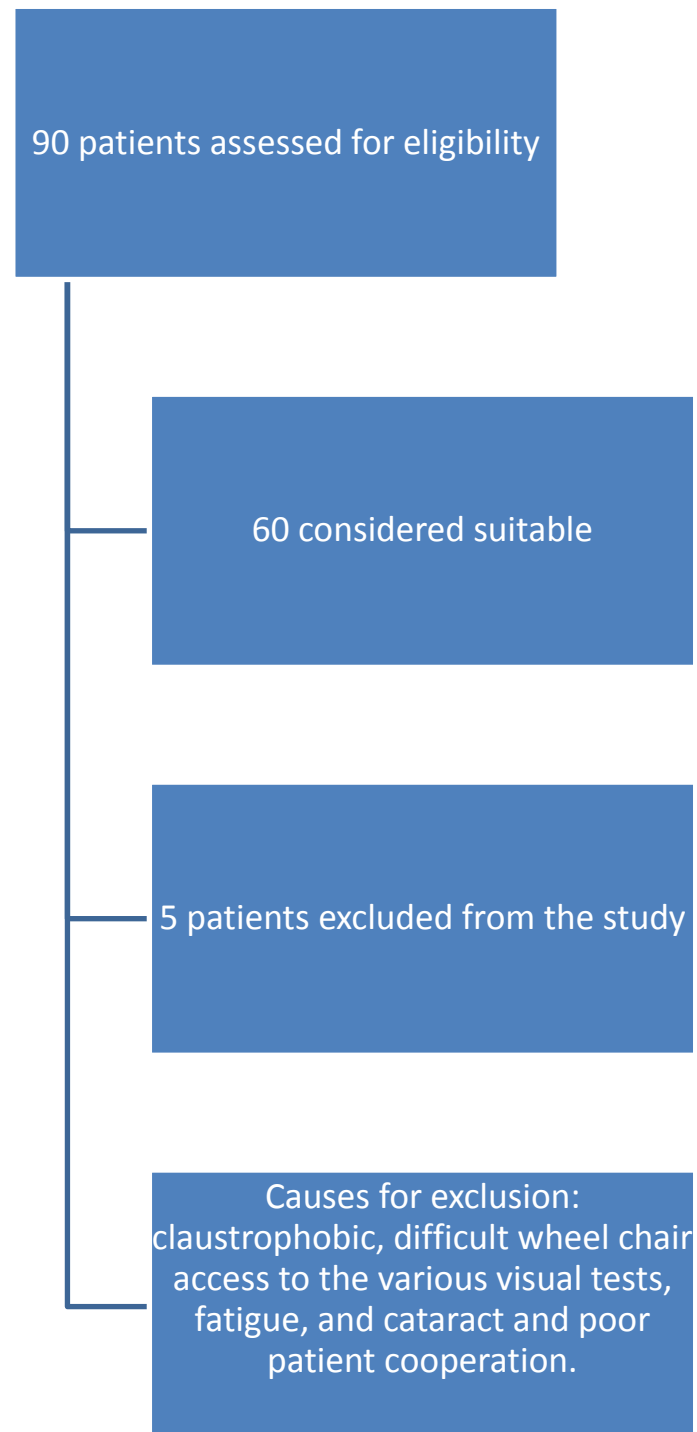 90 patients assessed for eligibility
60 considered suitable
5 patients excluded from the study
Causes for exclusion:
claustrophobic, difficult wheel chair
access to the various visual tests,
fatigue, and cataract and poor
patient cooperation.